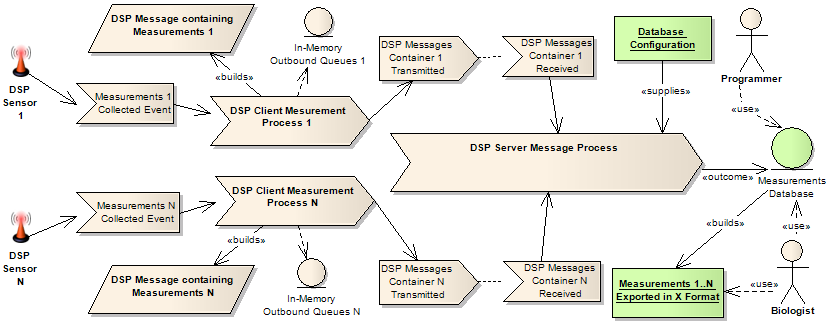 DSP Message containing
Measurements 1
In-Memory
Outbound Queues 1
DSP Messages
Container 1
Transmitted
DSP Messages
Container 1
Received
Database
Configuration
Programmer
DSP
Sensor
1
«builds»
Measurements 1
Collected Event
DSP Client Mesurement
Process 1
«supplies»
«use»
DSP Server Message Process
«outcome»
Measurements
Database
DSP
Sensor
N
Measurements N
Collected Event
DSP Client Measurement
Process N
«builds»
«builds»
«use»
DSP Message containing
Measurements N
In-Memory
Outbound Queues N
DSP Messages
Container N
Transmitted
DSP Messages
Container N
Received
Measurements 1..N
Exported in X Format
«use»
Biologist